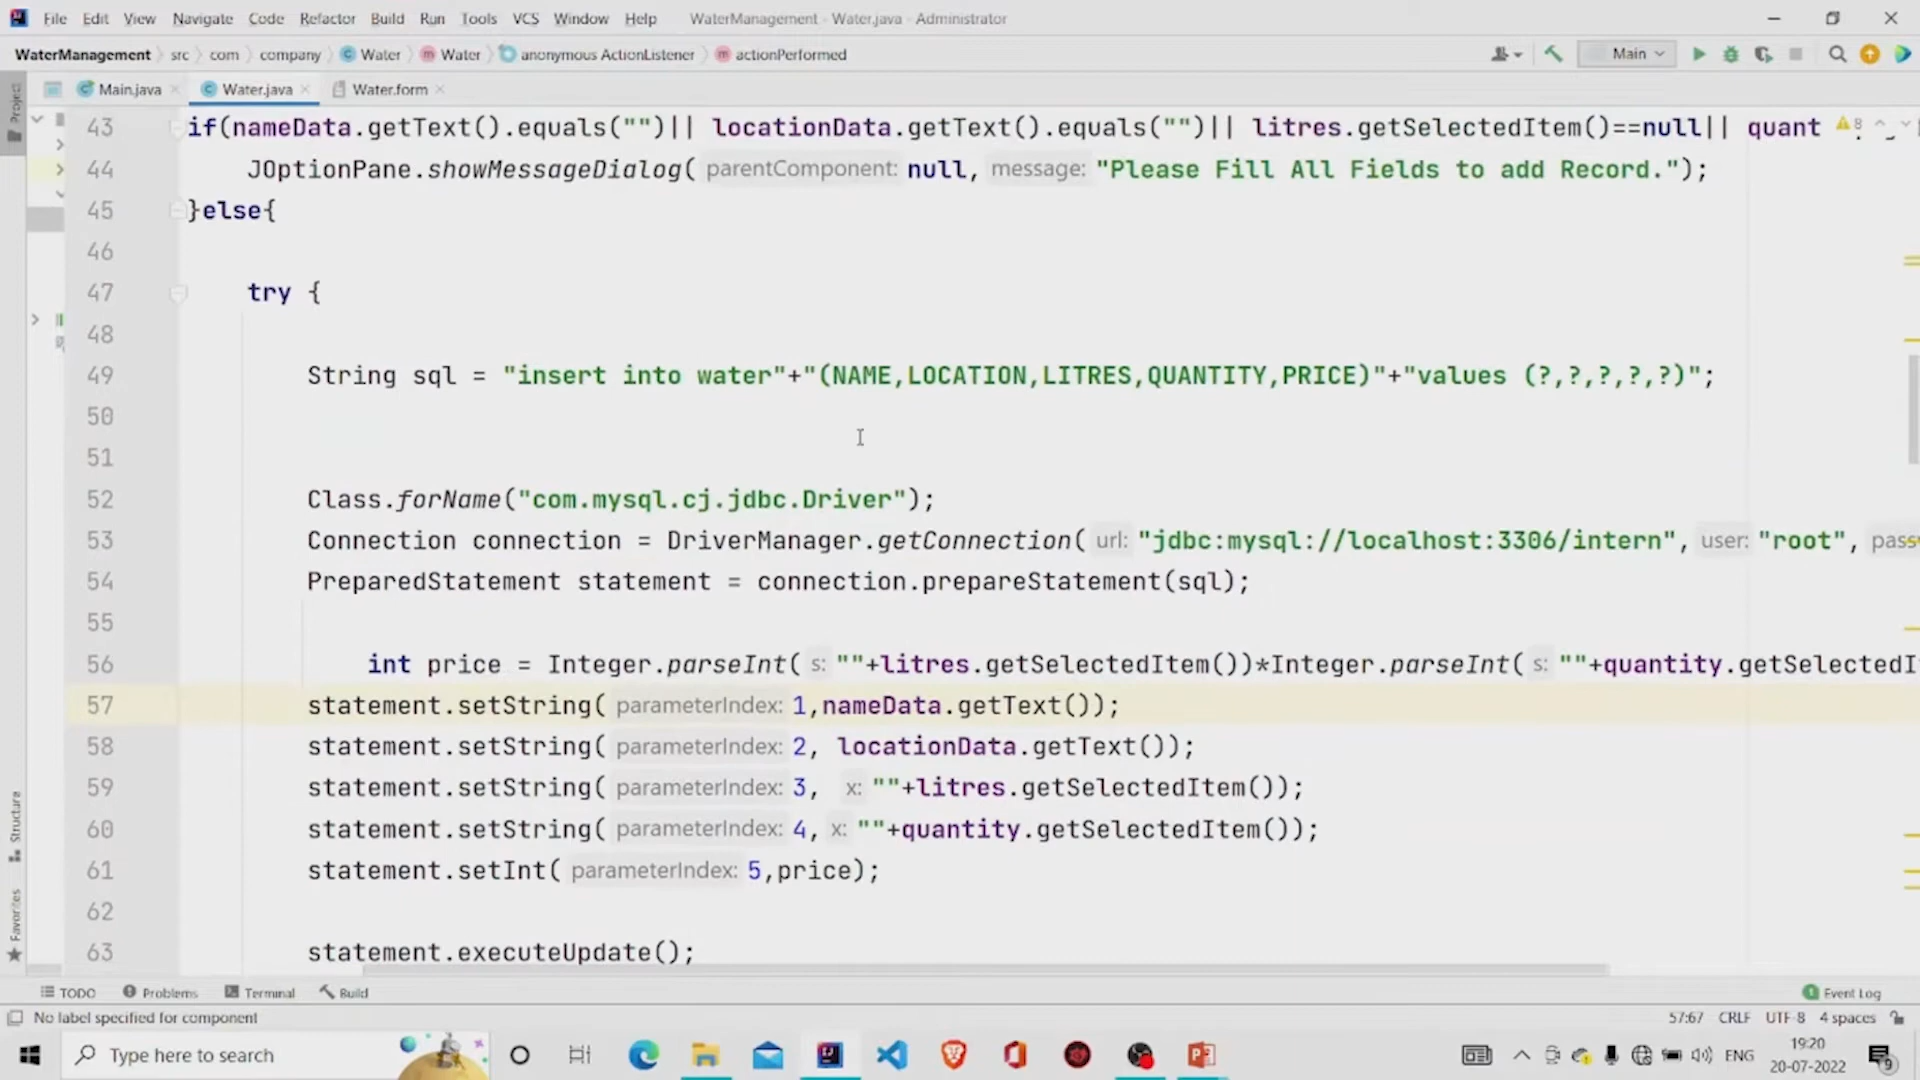 File Edit View Navigate Code Refactor Build Run Tools VCS Window Help WaterManagement - Water.java - Administrator
WaterManagement src com company Water Water anonymous ActionListener actionPerformed Main
Project
Main.java Water.java Water.form
43 if(nameData.getText().equals("")|| locationData.getText().equals("")|| litres.getSelectedItem()==null|| quant 8
44 JOptionPane.showMessageDialog( parentComponent: null, message: "Please Fill All Fields to add Record.");
45 }else{
46
47 try {
48
49 String sql = "insert into water"+"(NAME,LOCATION,LITRES,QUANTITY,PRICE)"+"values (?,?,?,?,?)";
50
51
52 Class.forName("com.mysql.cj.jdbc.Driver");
53 Connection connection = DriverManager.getConnection( url: "jdbc:mysql://localhost:3306/intern", user: "root", pass
54 PreparedStatement statement = connection.prepareStatement(sql);
55
56 int price = Integer.parseInt( s: ""+litres.getSelectedItem())*Integer.parseInt( s: ""+quantity.getSelectedI
57 statement.setString( parameterIndex: 1,nameData.getText());
58 statement.setString( parameterIndex: 2, locationData.getText());
59 statement.setString( parameterIndex: 3, x: ""+litres.getSelectedItem());
60 statement.setString( parameterIndex: 4, x: ""+quantity.getSelectedItem());
61 statement.setInt( parameterIndex: 5,price);
62
63 statement.executeUpdate();
Structure
Favorites
TODO Problems Terminal Build 1 Event Log
No label specified for component 57:67 CRLF UTF-8 4 spaces
Type here to search ENG 19:20
20-07-2022 9